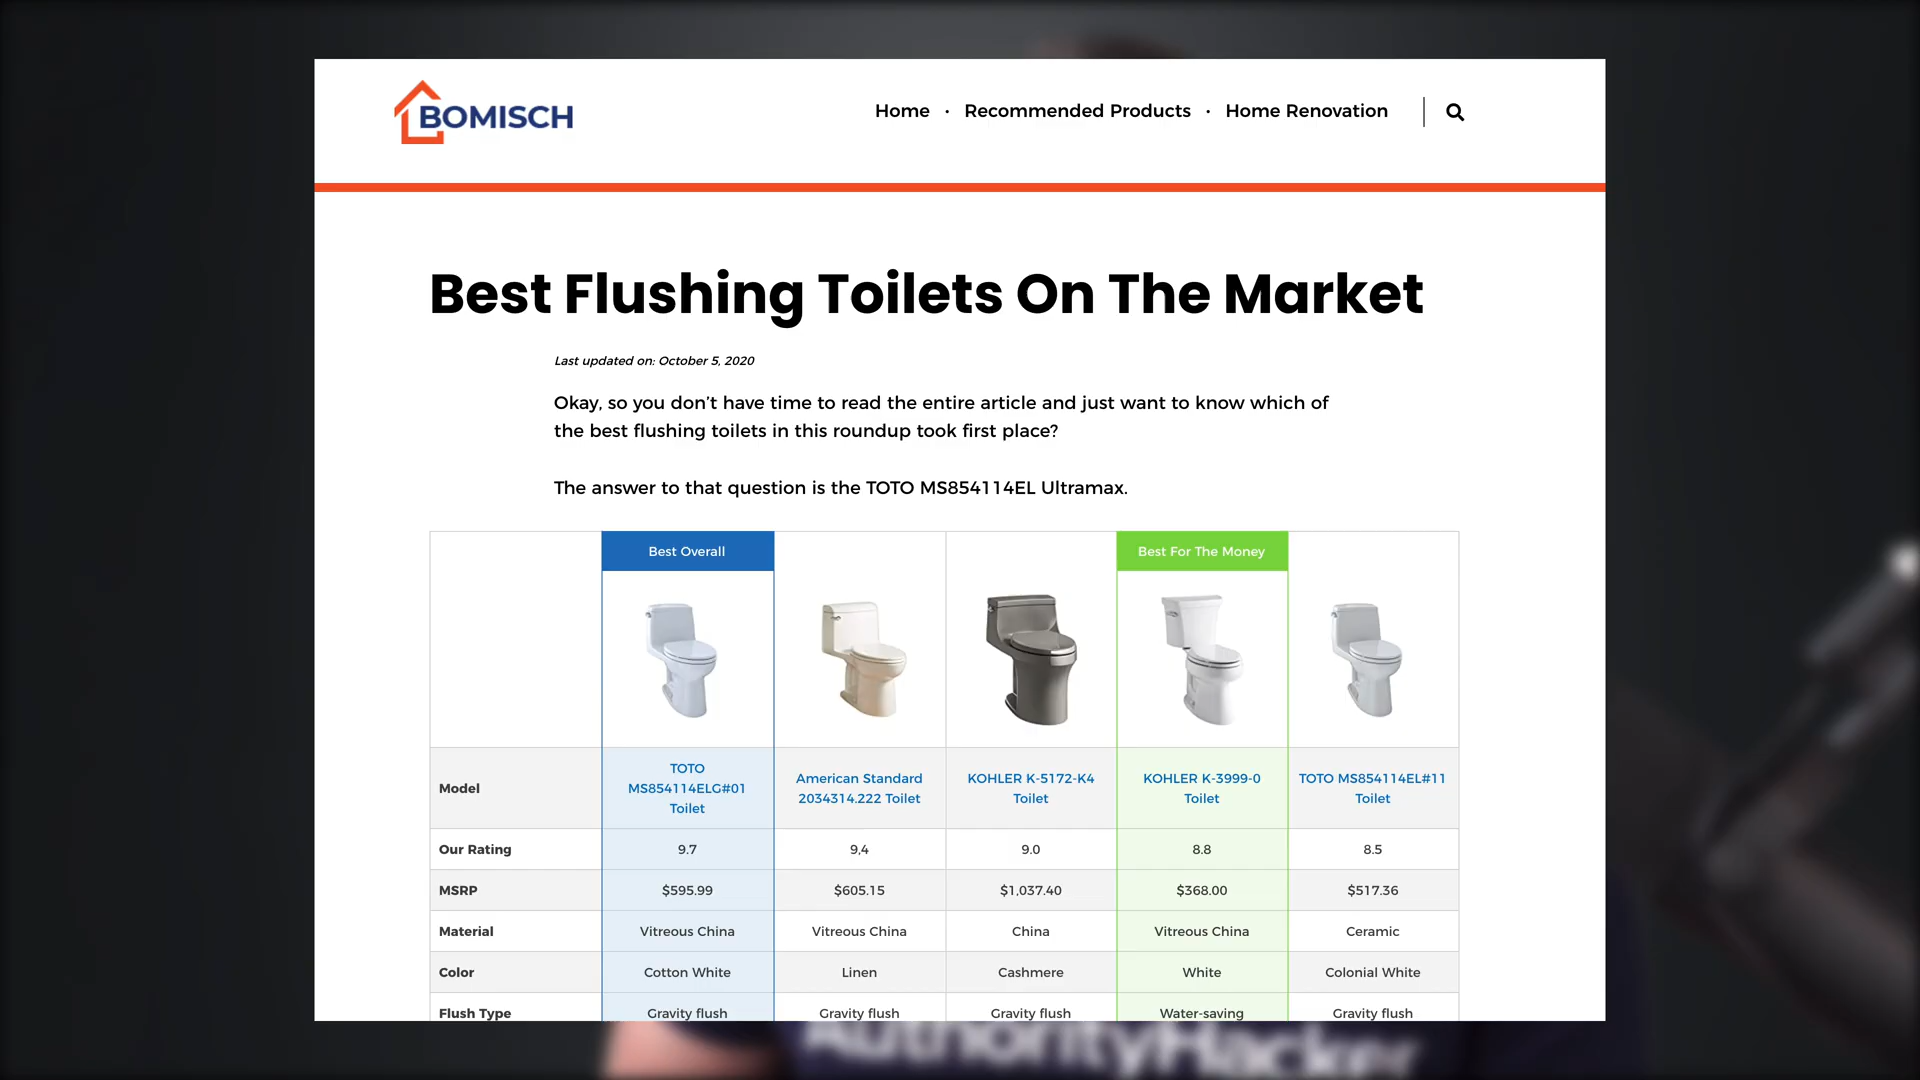 BOMISCH
Home · Recommended Products · Home Renovation
Best Flushing Toilets On The Market
Last updated on: October 5, 2020
Okay, so you don’t have time to read the entire article and just want to know which of
the best flushing toilets in this roundup took first place?
The answer to that question is the TOTO MS854114EL Ultramax.
Best Overall
Best For The Money
Model
TOTO
MS854114ELG#01
Toilet
American Standard
2034314.222 Toilet
KOHLER K-5172-K4
Toilet
KOHLER K-3999-0
Toilet
TOTO MS854114EL#11
Toilet
Our Rating 9.7 9,4 9.0 8.8 8.5
MSRP $595.99 $605.15 $1,037.40 $368.00 $517.36
Material Vitreous China Vitreous China China Vitreous China Ceramic
Color Cotton White Linen Cashmere White Colonial White
Flush Type Gravity flush Gravity flush Gravity flush Water-saving Gravity flush
AuthorityHacker